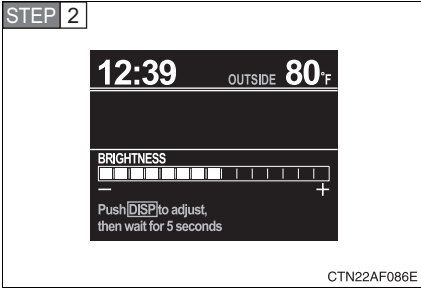 STEP 2
12:39 OUTSIDE 80°F
BRIGHTNESS
– +
Push DISP to adjust,
then wait for 5 seconds
CTN22AF086E